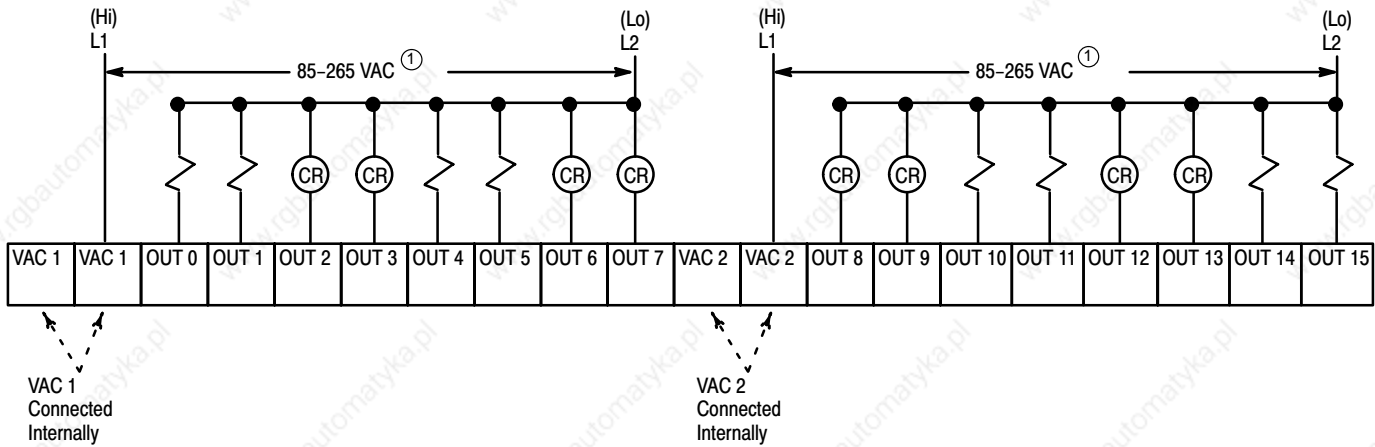 (Hi) (Lo) (Hi) (Lo)
L1 L2 L1 L2
85–265 VAC ① 85–265 VAC ①
CR CR CR CR CR CR CR CR
VAC 1 VAC 1 OUT 0 OUT 1 OUT 2 OUT 3 OUT 4 OUT 5 OUT 6 OUT 7 VAC 2 VAC 2 OUT 8 OUT 9 OUT 10 OUT 11 OUT 12 OUT 13 OUT 14 OUT 15
VAC 1
Connected
Internally
VAC 2
Connected
Internally
www.rgbautomatyka.pl